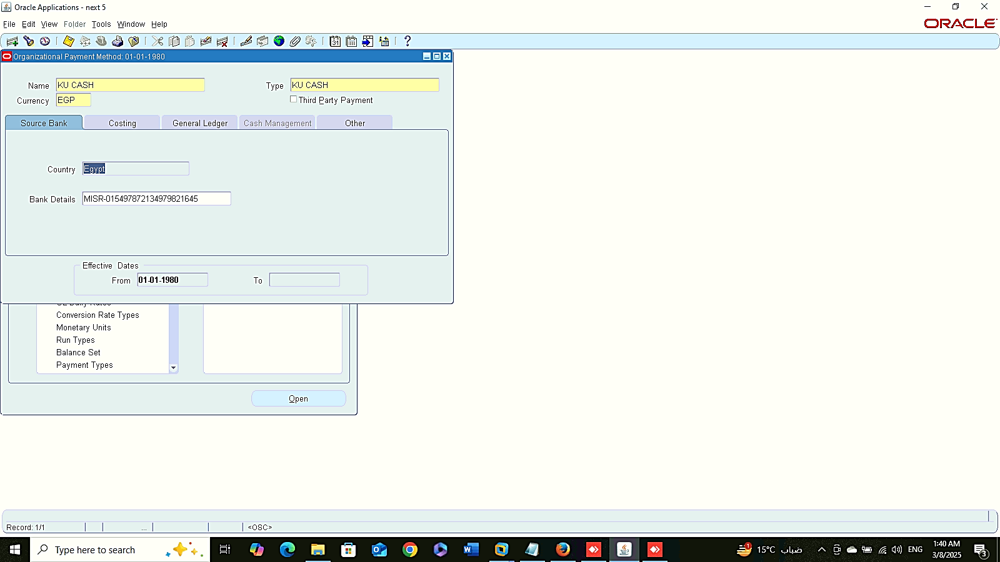 Oracle Applications - next 5
File Edit View Folder Tools Window Help
ORACLE
Organizational Payment Method: 01-01-1980
Name KU CASH Type KU CASH
Currency EGP Third Party Payment
Source Bank Costing General Ledger Cash Management Other
Country Egypt
Bank Details MISR-015497872134979821645
Effective Dates
From 01-01-1980 To
Conversion Rate Types
Monetary Units
Run Types
Balance Set
Payment Types
Open
Record: 1/1 ... <OSC>
Type here to search 15°C ضباب ENG 1:40 AM
3/8/2025